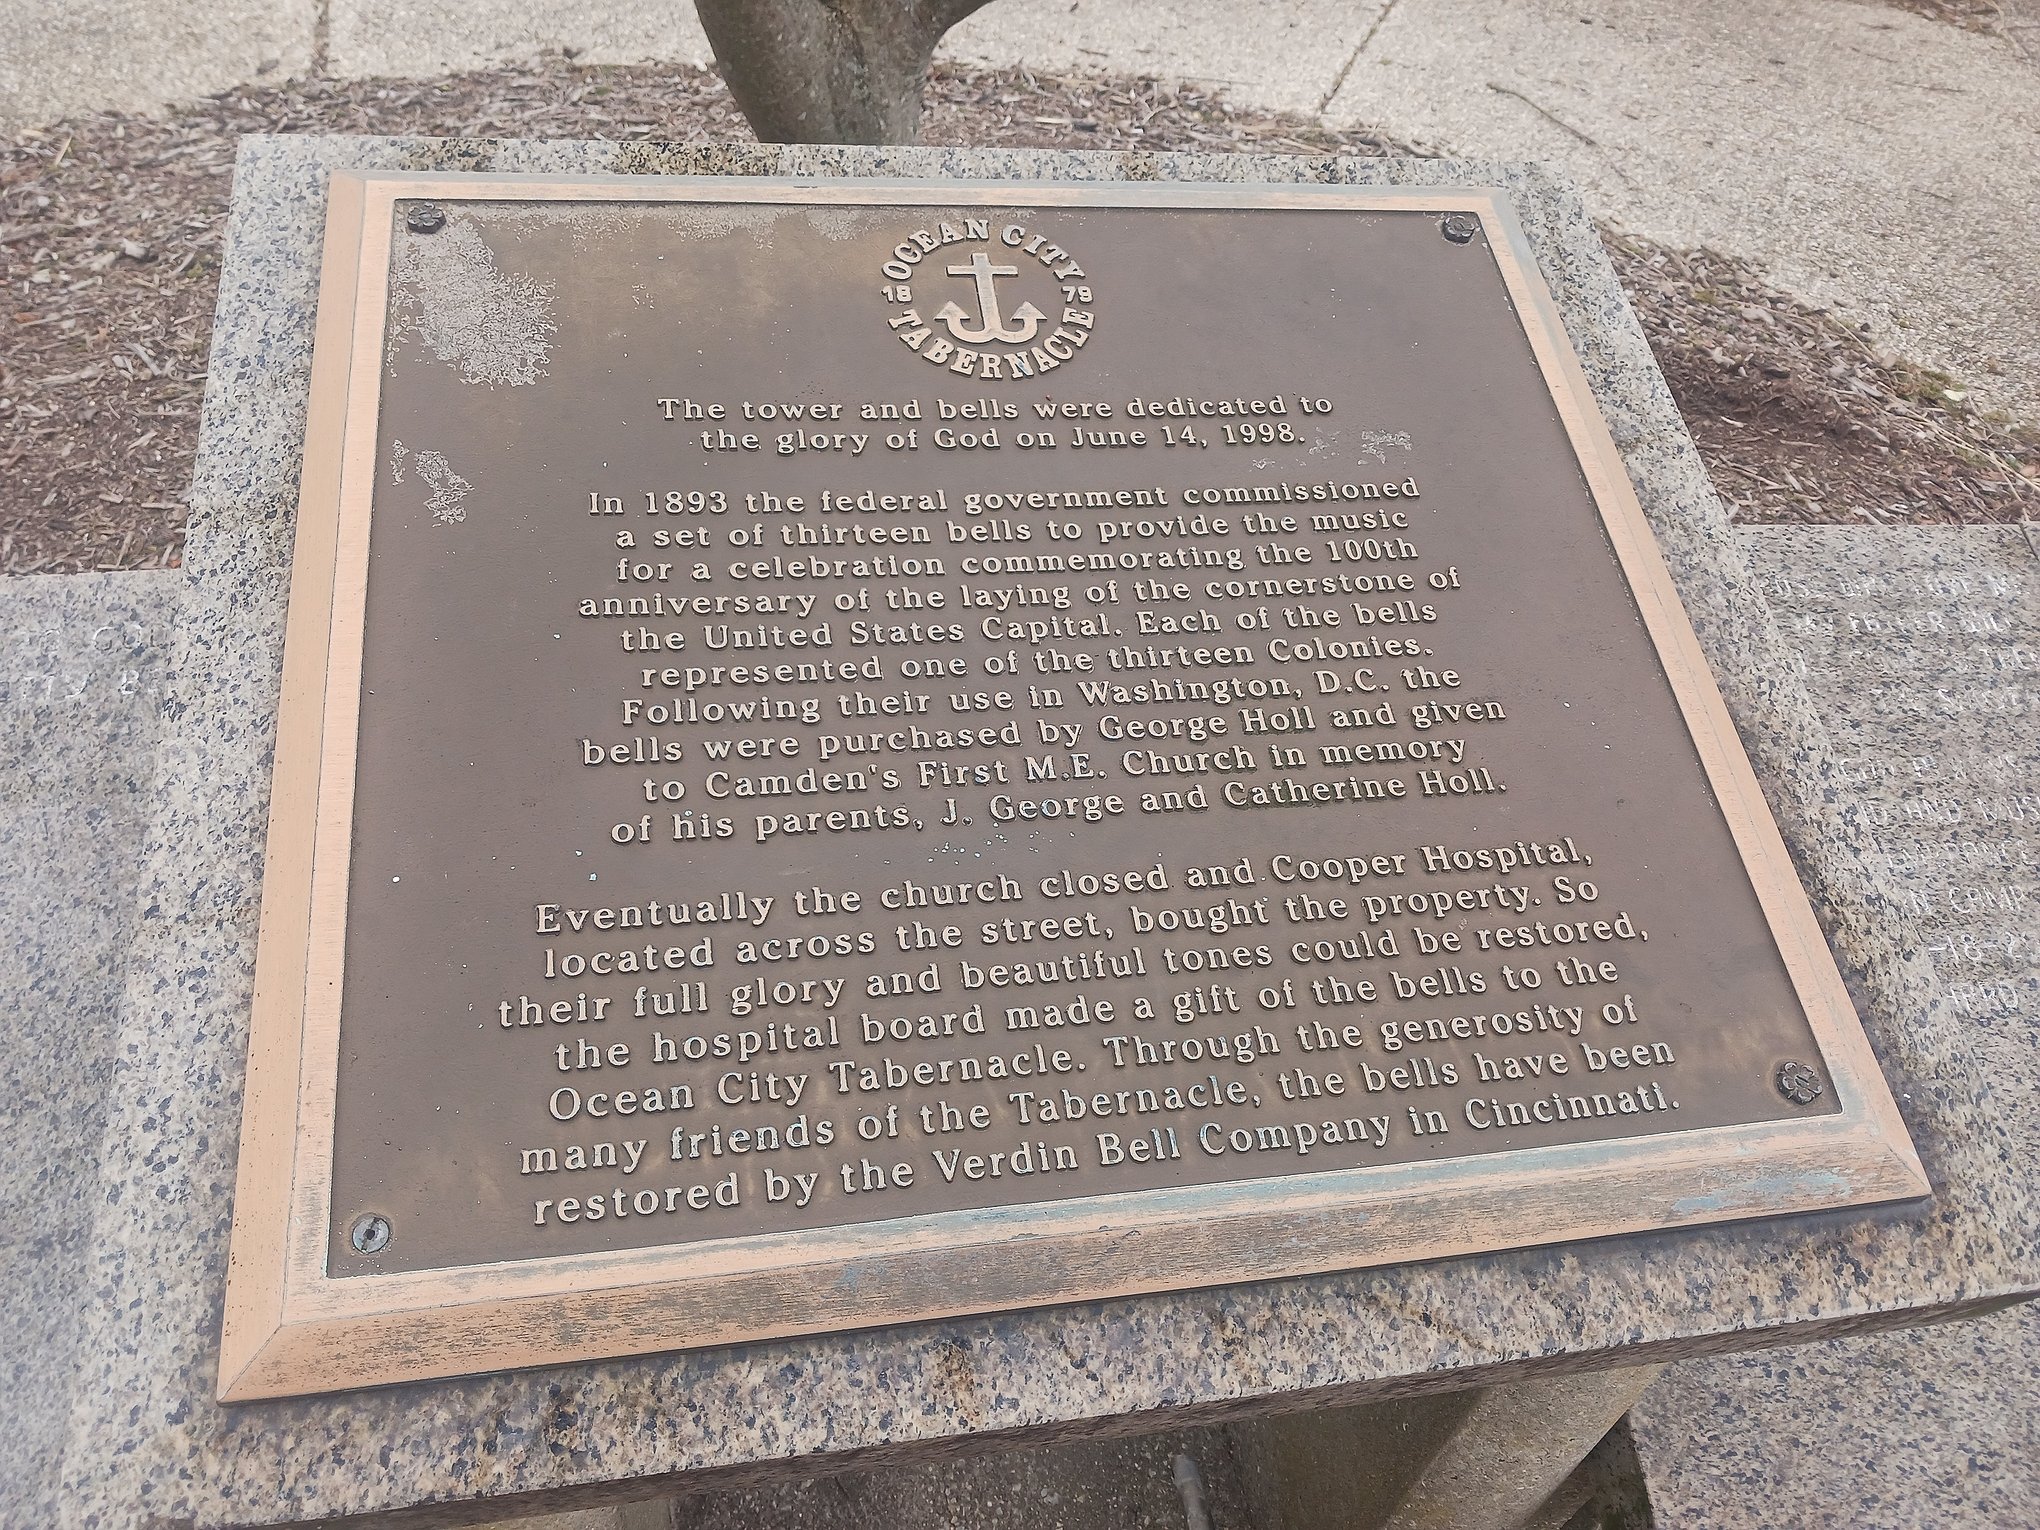 OCEAN CITY
18 79
TABERNACLE
The tower and bells were dedicated to
the glory of God on June 14, 1998.
In 1893 the federal government commissioned
a set of thirteen bells to provide the music
for a celebration commemorating the 100th
anniversary of the laying of the cornerstone of
the United States Capital. Each of the bells
represented one of the thirteen Colonies.
Following their use in Washington, D.C. the
bells were purchased by George Holl and given
to Camden's First M.E. Church in memory
of his parents, J. George and Catherine Holl.
Eventually the church closed and Cooper Hospital,
located across the street, bought the property. So
their full glory and beautiful tones could be restored,
the hospital board made a gift of the bells to the
Ocean City Tabernacle. Through the generosity of
many friends of the Tabernacle, the bells have been
restored by the Verdin Bell Company in Cincinnati.